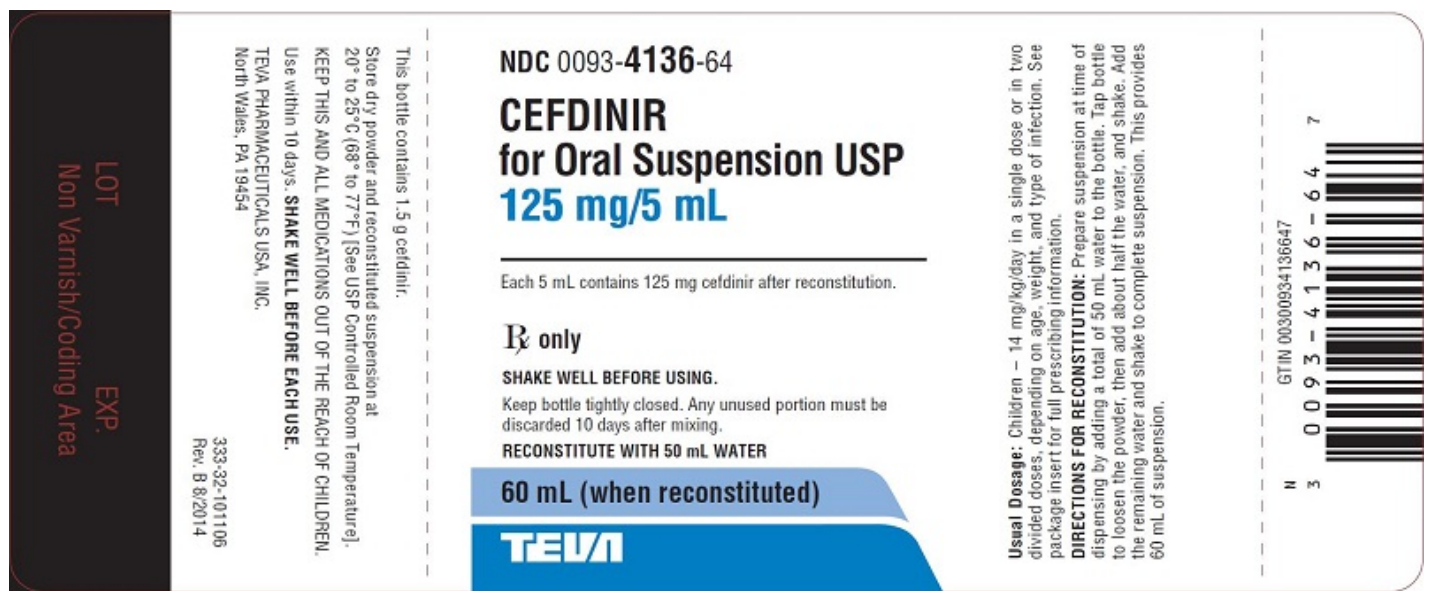 LOT EXP.
Non Varnish/Coding Area
This bottle contains 1.5 g cefdinir.
Store dry powder and reconstituted suspension at
20° to 25°C (68° to 77°F) [See USP Controlled Room Temperature].
KEEP THIS AND ALL MEDICATIONS OUT OF THE REACH OF CHILDREN.
Use within 10 days. SHAKE WELL BEFORE EACH USE.
TEVA PHARMACEUTICALS USA, INC.
North Wales, PA 19454
333-32-101106
Rev. B 8/2014
NDC 0093-4136-64
CEFDINIR
for Oral Suspension USP
125 mg/5 mL
Each 5 mL contains 125 mg cefdinir after reconstitution.
Rx only
SHAKE WELL BEFORE USING.
Keep bottle tightly closed. Any unused portion must be
discarded 10 days after mixing.
RECONSTITUTE WITH 50 mL WATER
60 mL (when reconstituted)
TEVA
Usual Dosage: Children – 14 mg/kg/day in a single dose or in two
divided doses, depending on age, weight, and type of infection. See
package insert for full prescribing information.
DIRECTIONS FOR RECONSTITUTION: Prepare suspension at time of
dispensing by adding a total of 50 mL water to the bottle. Tap bottle
to loosen the powder, then add about half the water, and shake. Add
the remaining water and shake to complete suspension. This provides
60 mL of suspension.
GTIN 00300934136647
N
3 0093-4136-64 7